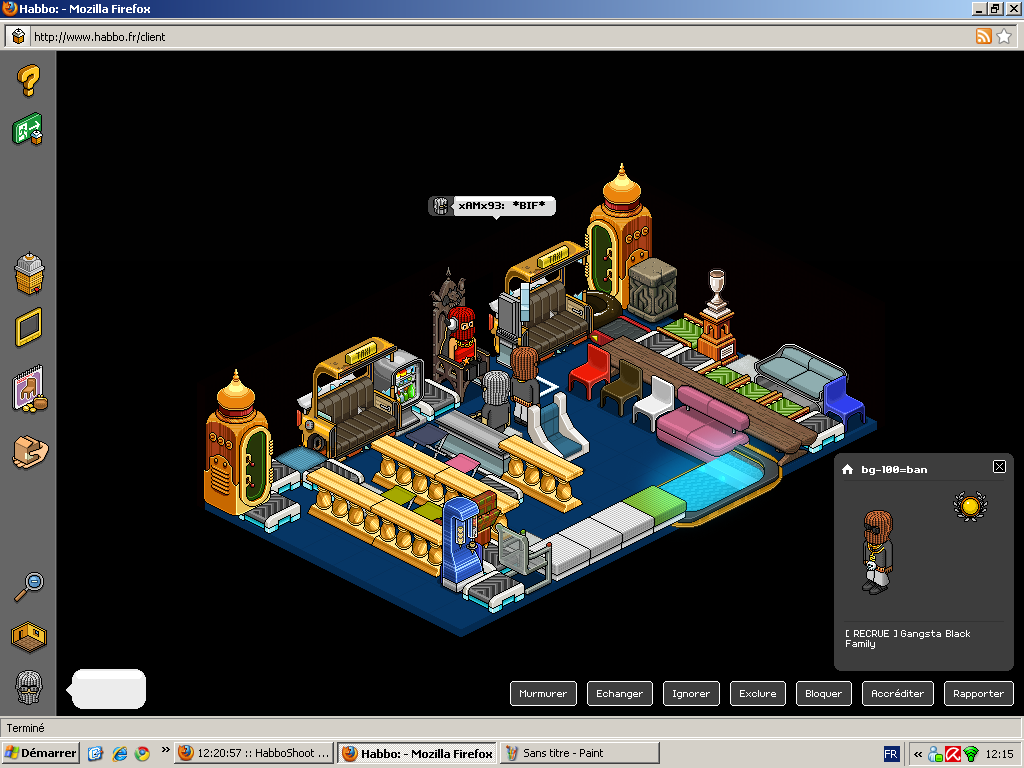 Habbo: - Mozilla Firefox
http://www.habbo.fr/client
xAMx93: *BIF*
TAXI
TAXI
bg-100=ban
[ RECRUE ] Gangsta Black
Family
Murmurer
Echanger
Ignorer
Exclure
Bloquer
Accréditer
Rapporter
Terminé
Démarrer
»
12:20:57 :: HabboShoot ...
Habbo: - Mozilla Firefox
Sans titre - Paint
FR
«
12:15